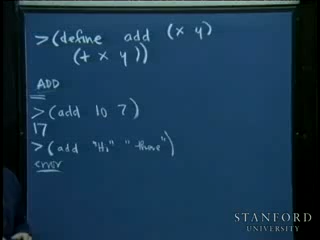 >(define add (x y)
(+ x y))
ADD
>(add 10 7)
17
>(add "Hi" "there")
error
STANFORD
UNIVERSITY